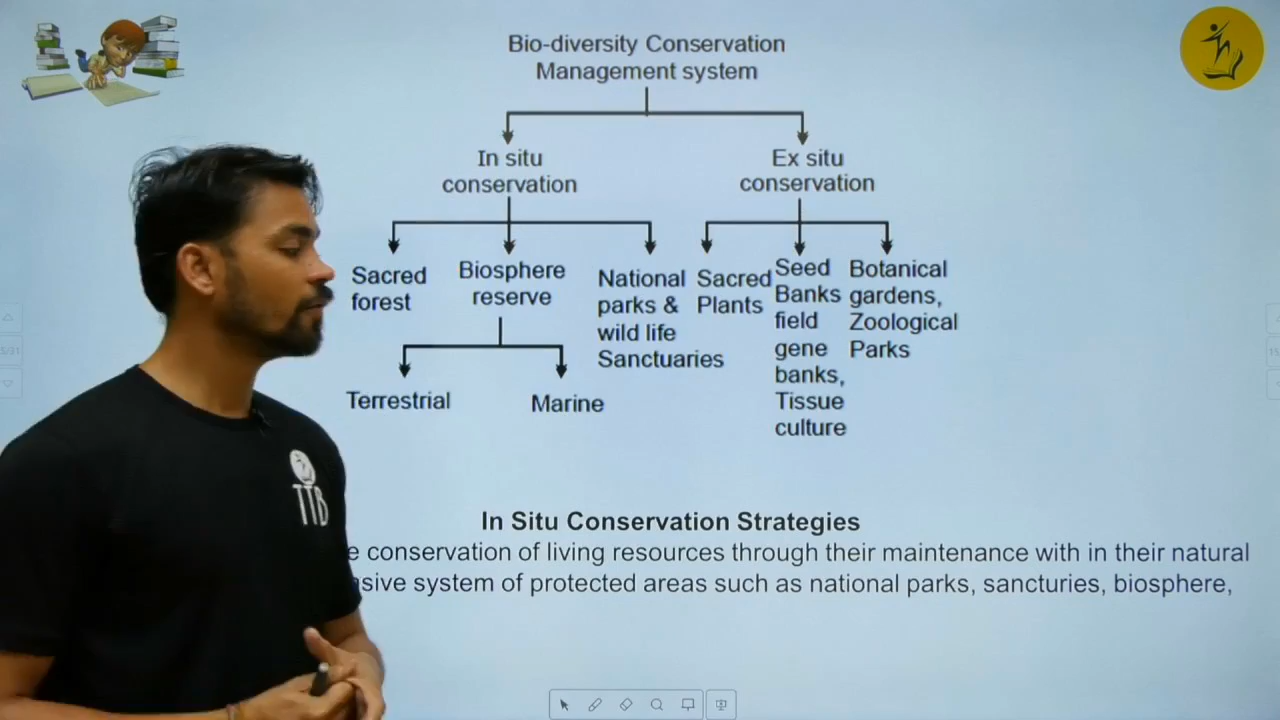 Bio-diversity Conservation
Management system
In situ
conservation
Ex situ
conservation
Sacred
forest
Biosphere
reserve
National
parks &
wild life
Sanctuaries
Sacred
Plants
Seed
Banks
field
gene
banks,
Tissue
culture
Botanical
gardens,
Zoological
Parks
Terrestrial
Marine
In Situ Conservation Strategies
conservation of living resources through their maintenance with in their natural
system of protected areas such as national parks, sancturies, biosphere,
TTB